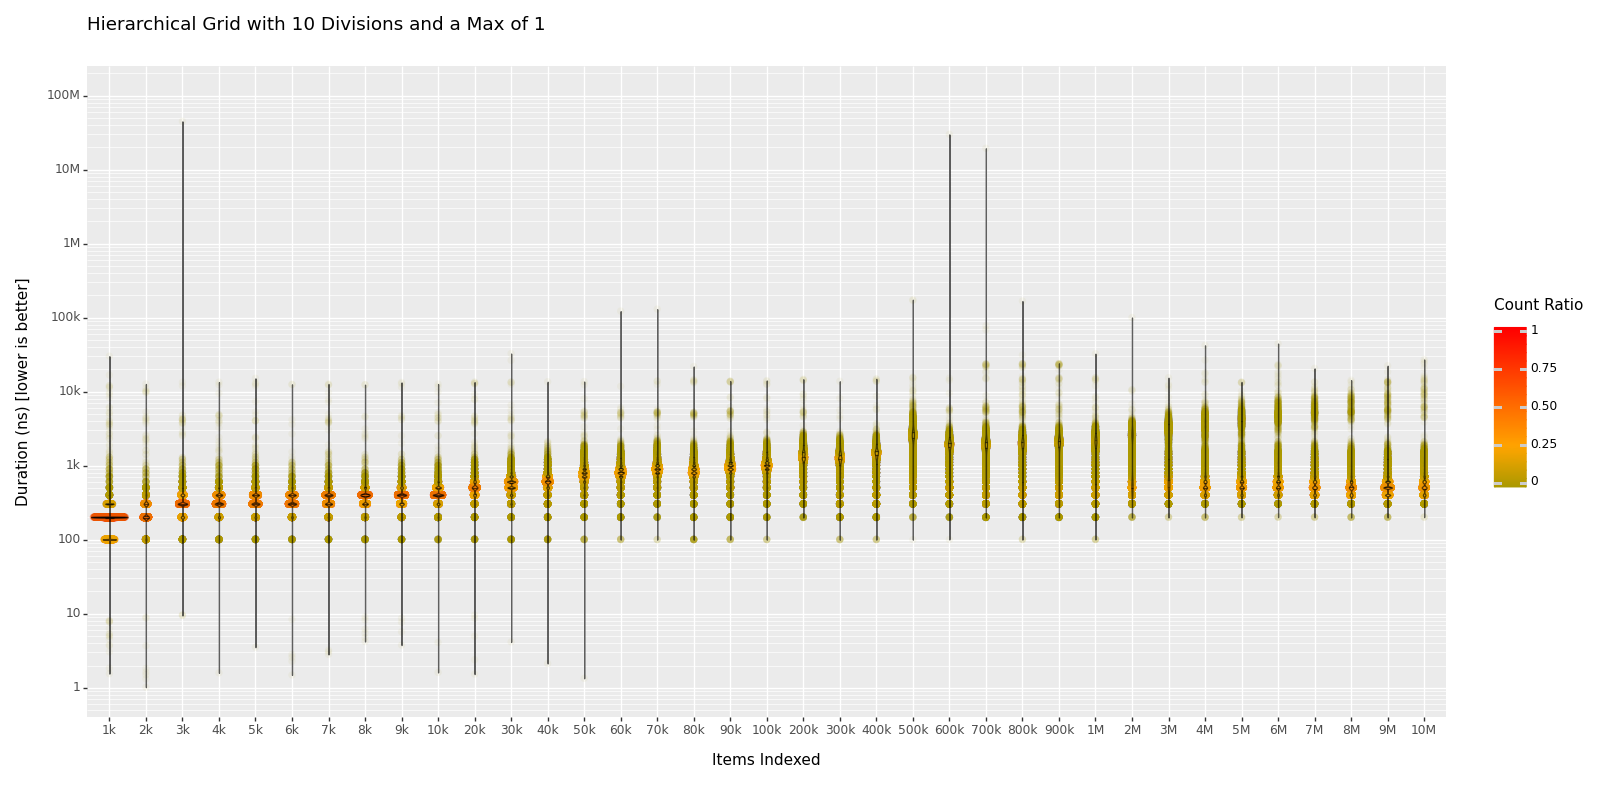 Hierarchical Grid with 10 Divisions and a Max of 1
Duration (ns) [lower is better]
100M
10M
1M
100k
10k
1k
100
10
1
1k 2k 3k 4k 5k 6k 7k 8k 9k 10k 20k 30k 40k 50k 60k 70k 80k 90k 100k 200k 300k 400k 500k 600k 700k 800k 900k 1M 2M 3M 4M 5M 6M 7M 8M 9M 10M
Items Indexed
Count Ratio
1
0.75
0.50
0.25
0